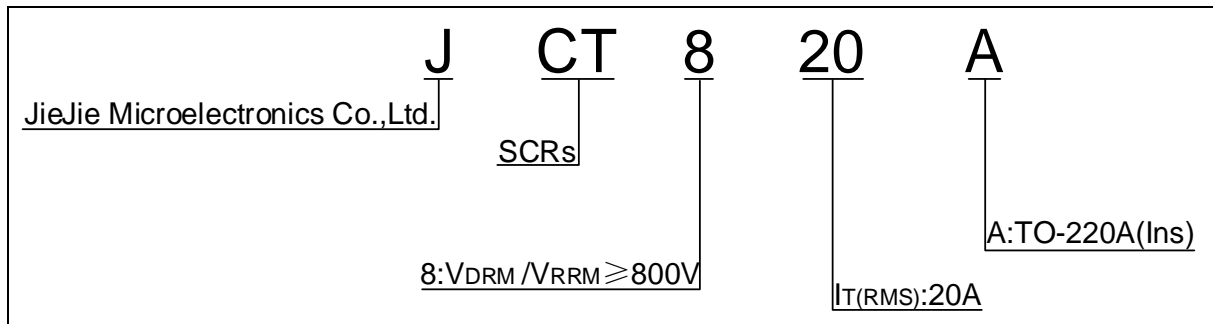 J CT 8 20 A
JieJie Microelectronics Co.,Ltd.
SCRs
A:TO-220A(Ins)
8:VDRM /VRRM≥800V
IT(RMS):20A